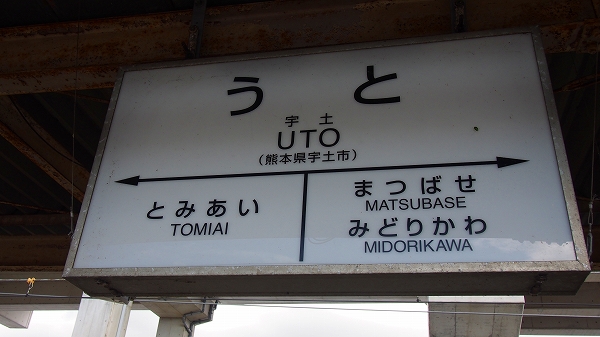 うと
宇土
UTO
(熊本県宇土市)
とみあい
TOMIAI
まつばせ
MATSUBASE
みどりかわ
MIDORIKAWA